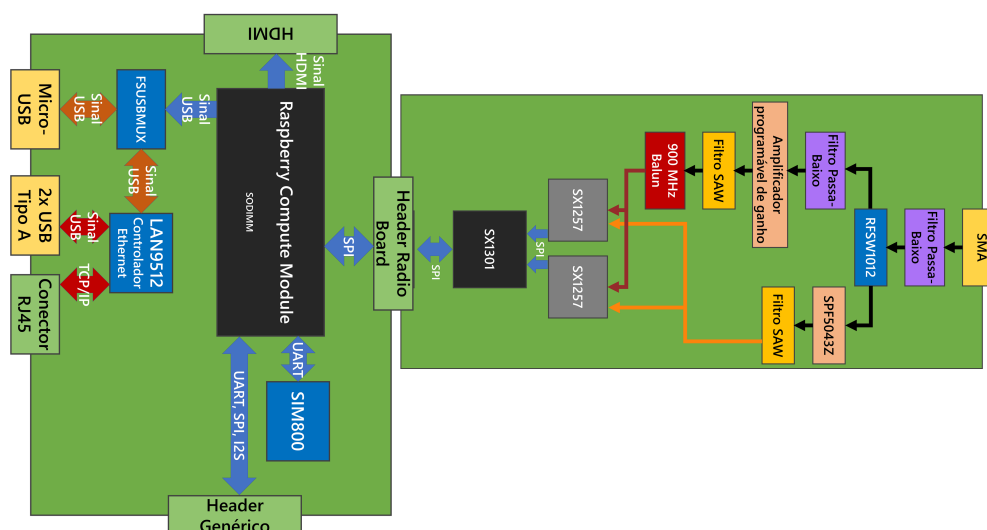 HDMI
Sinal
HDMI
Micro-
USB
Sinal
USB
FSUSBMUX
Sinal
USB
Raspberry Compute Module
SODIMM
Sinal
USB
2x USB
Tipo A
Sinal
USB
LAN9512
Controlador
Ethernet
TCP/IP
Conector
RJ45
SPI
Header Radio
Board
SPI
SX1301
SPI
SX1257
SX1257
900 MHz
Balun
Filtro SAW
Amplificador
programável de ganho
Filtro Passa-
Baixo
RFSW1012
Filtro Passa-
Baixo
SMA
SPF5043Z
Filtro SAW
UART
SIM800
UART, SPI, I2S
Header
Genérico